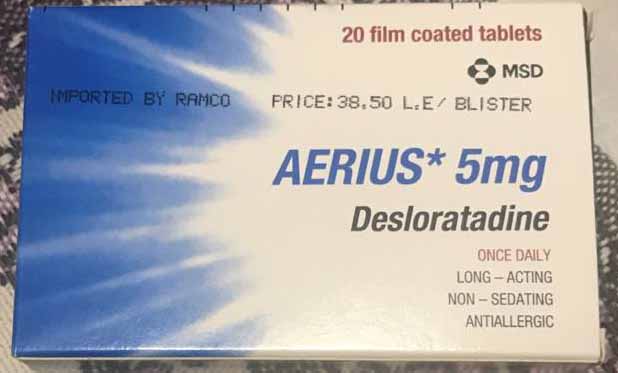 20 film coated tablets
MSD
IMPORTED BY RAMCO PRICE:38.50 L.E/ BLISTER
AERIUS* 5mg
Desloratadine
ONCE DAILY
LONG – ACTING
NON – SEDATING
ANTIALLERGIC